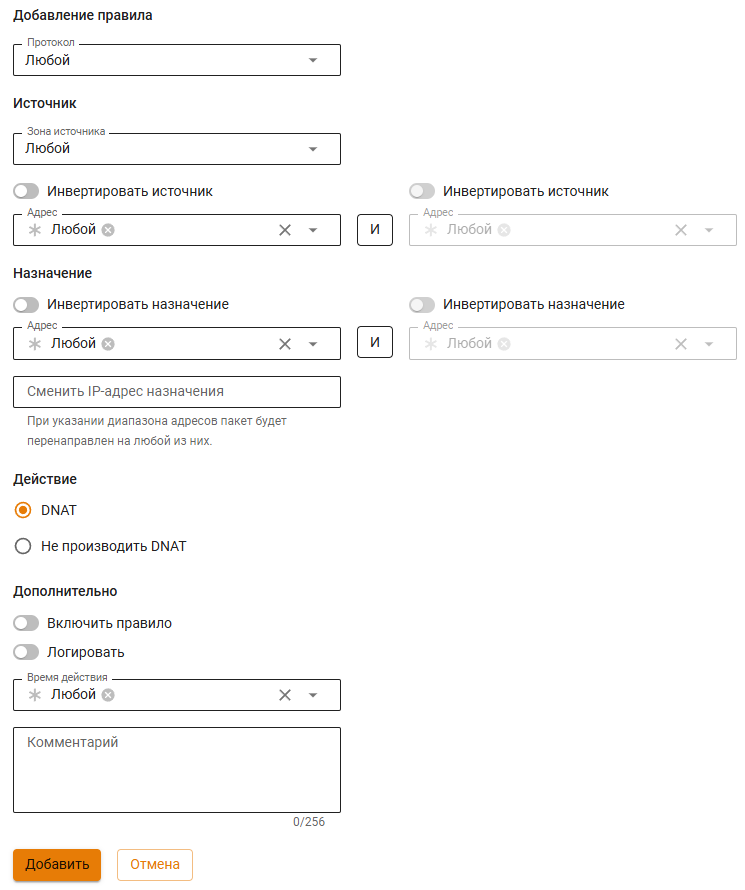 Добавление правила
Протокол
Любой
Источник
Зона источника
Любой
Инвертировать источник
Инвертировать источник
Адрес
Любой
И
Адрес
Любой
Назначение
Инвертировать назначение
Инвертировать назначение
Адрес
Любой
И
Адрес
Любой
Сменить IP-адрес назначения
При указании диапазона адресов пакет будет
перенаправлен на любой из них.
Действие
DNAT
Не производить DNAT
Дополнительно
Включить правило
Логировать
Время действия
Любой
Комментарий
0/256
Добавить
Отмена